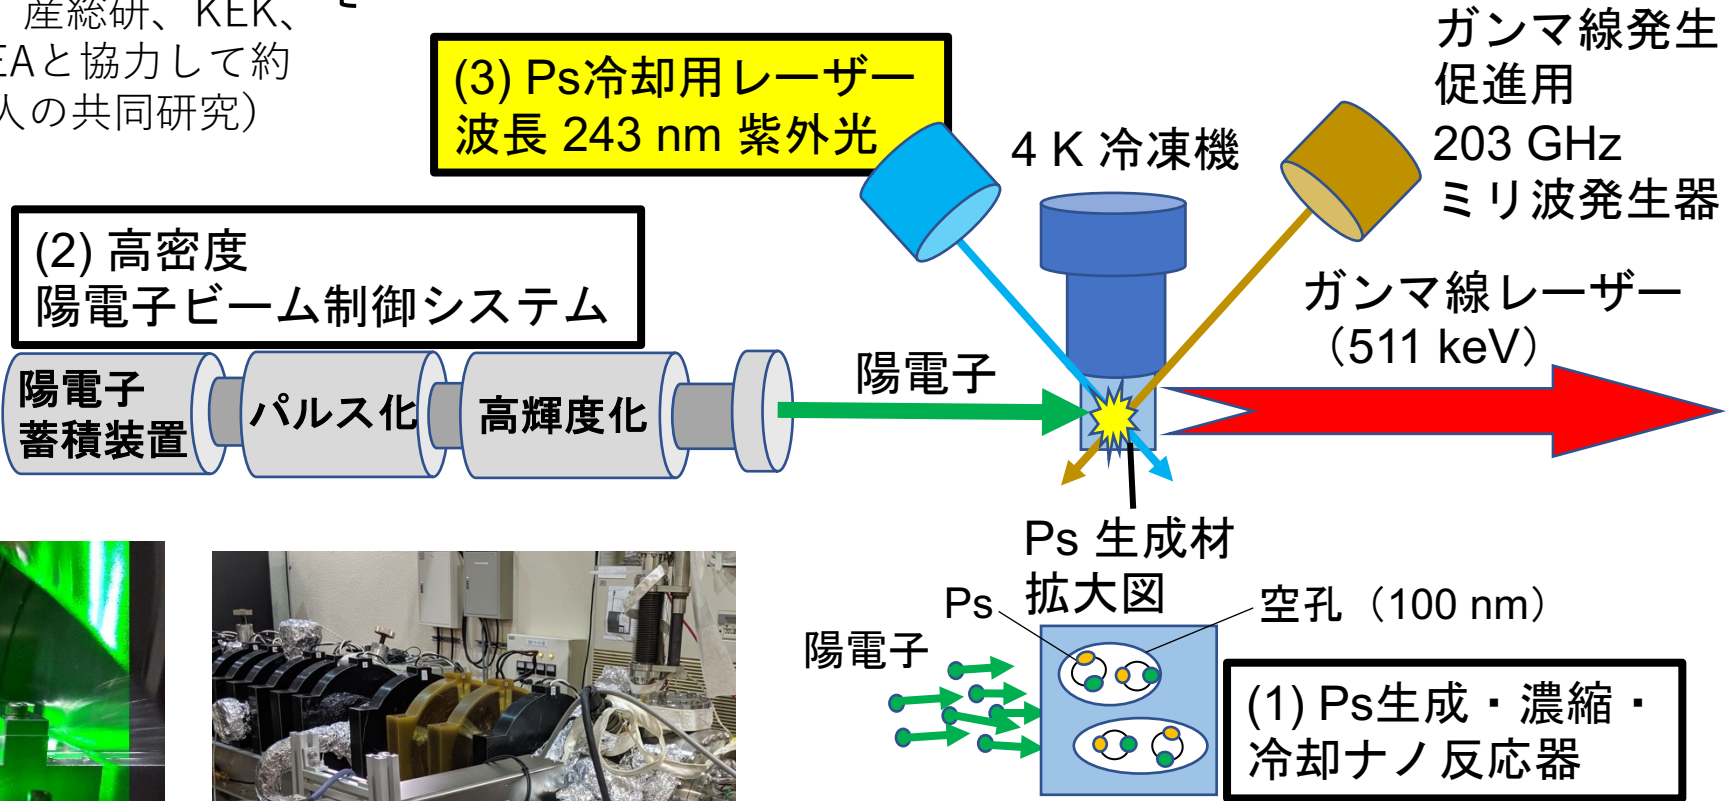 産総研、KEK、
EAと協力して約
人の共同研究）
(3) Ps冷却用レーザー
波長 243 nm 紫外光
4 K 冷凍機
ガンマ線発生
促進用
203 GHz
ミリ波発生器
(2) 高密度
陽電子ビーム制御システム
ガンマ線レーザー
（511 keV）
陽電子
蓄積装置
パルス化
高輝度化
陽電子
Ps 生成材
拡大図
Ps
空孔（100 nm）
陽電子
(1) Ps生成・濃縮・
冷却ナノ反応器